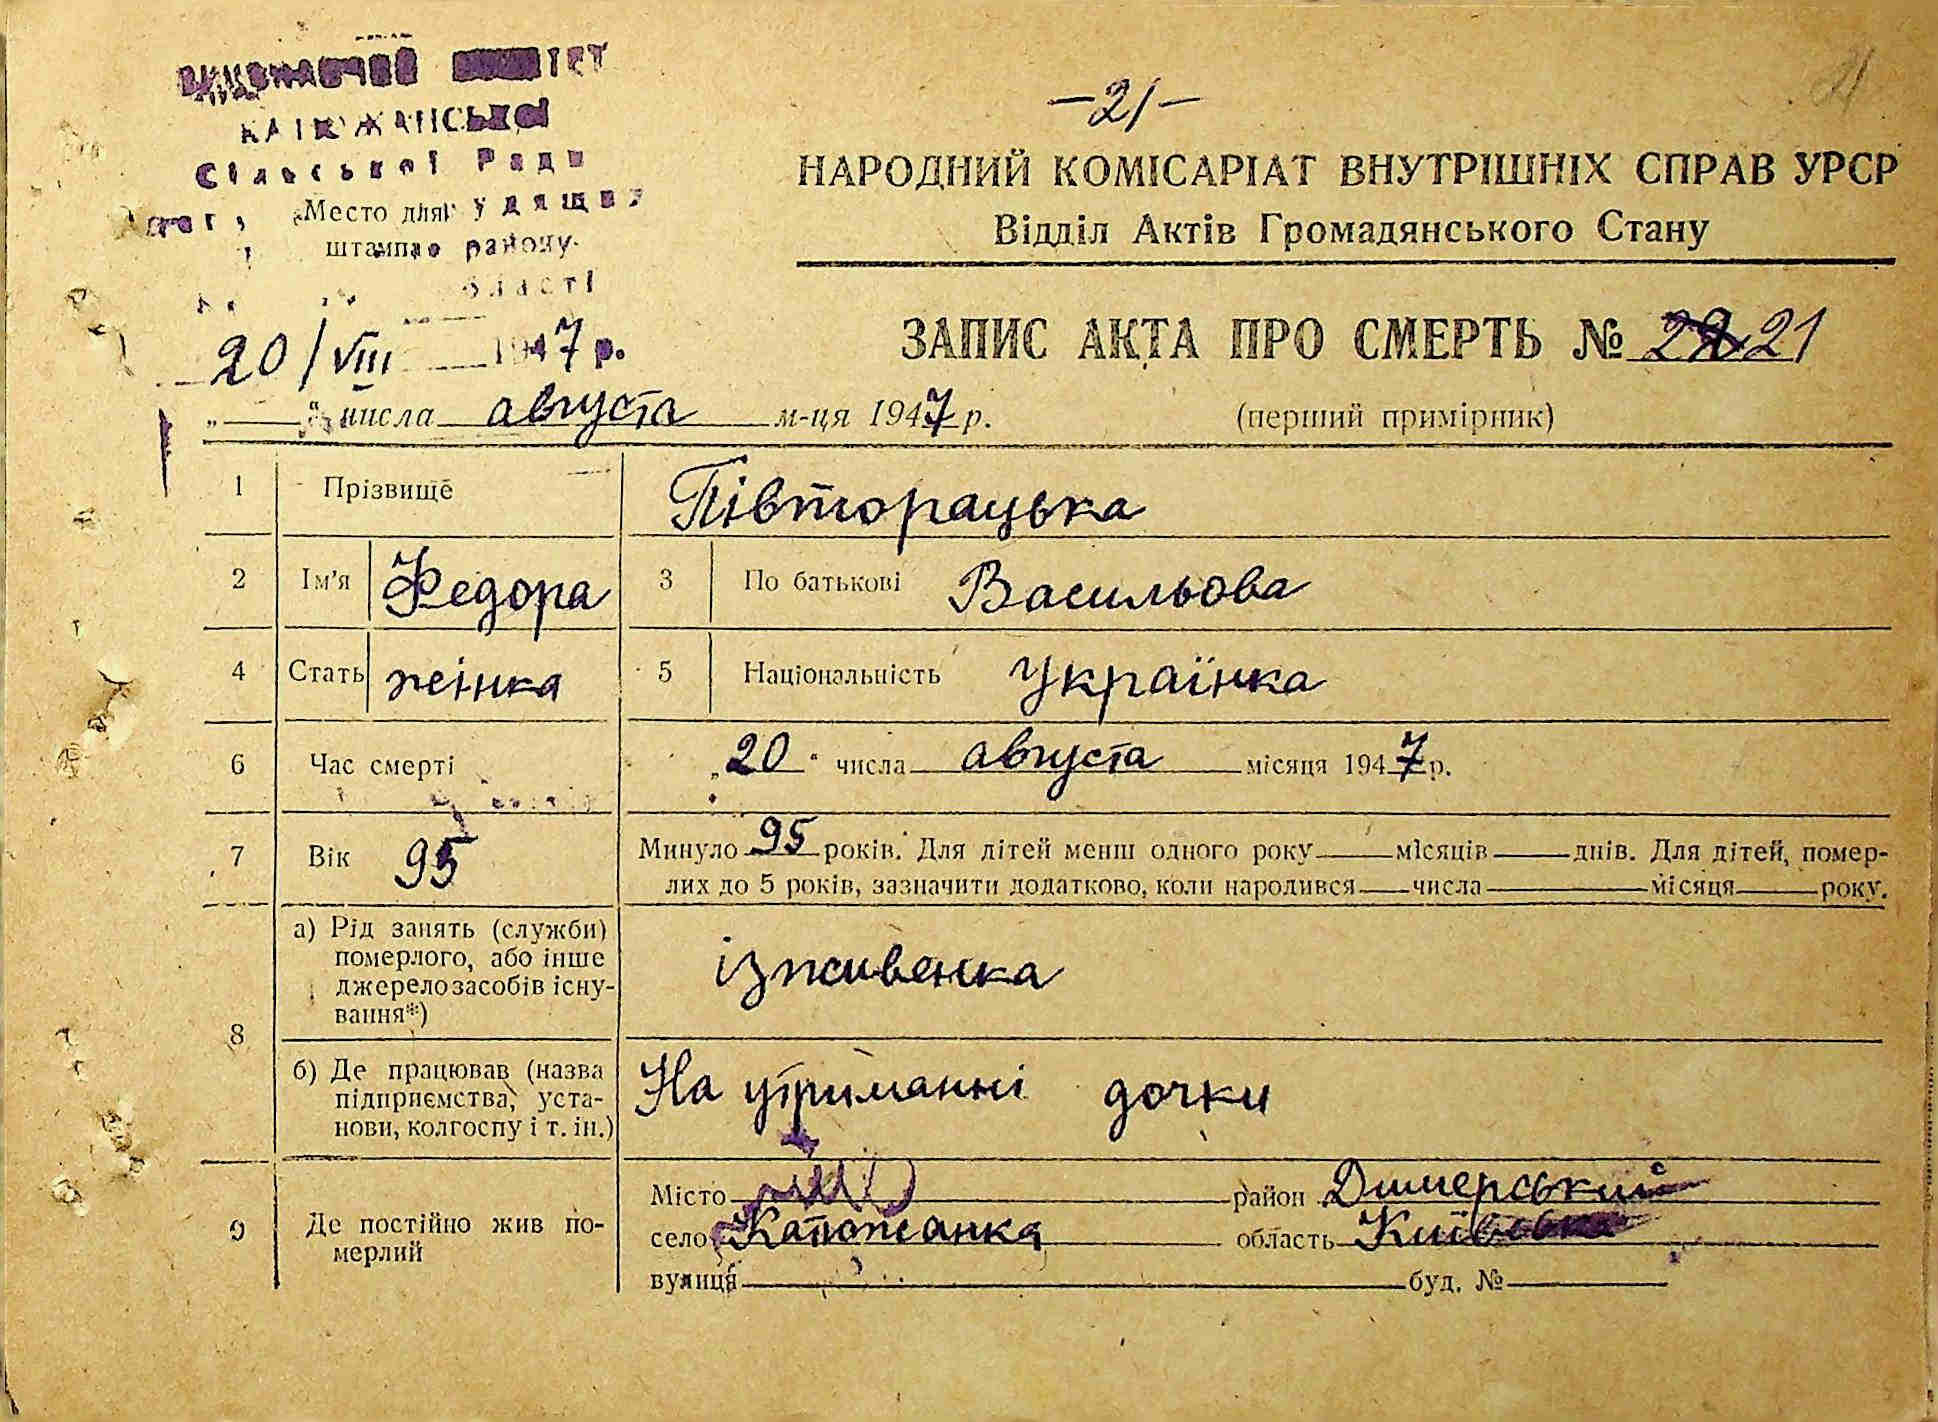 21
-21-
ВИКОНАВЧИЙ КОМІТЕТ
КАТЮЖАНСЬКОЇ
Сільської Ради
Место для
штампа району
області
НАРОДНИЙ КОМІСАРІАТ ВНУТРІШНІХ СПРАВ УРСР
Відділ Актів Громадянського Стану
20/VIII 1947 р.
ЗАПИС АКТА ПРО СМЕРТЬ № 21
„ “ числа августа м-ця 1947 р. (перший примірник)
1 Прізвище Півторацька
2 Ім'я Федора 3 По батькові Васильова
4 Стать жінка 5 Національність Українка
6 Час смерті „20“ числа августа місяця 1947 р.
7 Вік 95 Минуло 95 років. Для дітей менш одного року місяців днів. Для дітей, помер-
лих до 5 років, зазначити додатково, коли народився числа місяця року.
8 а) Рід занять (служби)
померлого, або інше
джерело засобів існу-
вання*) іживенка
б) Де працював (назва
підприємства, уста-
нови, колгоспу і т. ін.) На утриманні дочки
9 Де постійно жив по-
мерлий
Місто район Димерський
село Катюжанка область Київська
вулиця буд. №